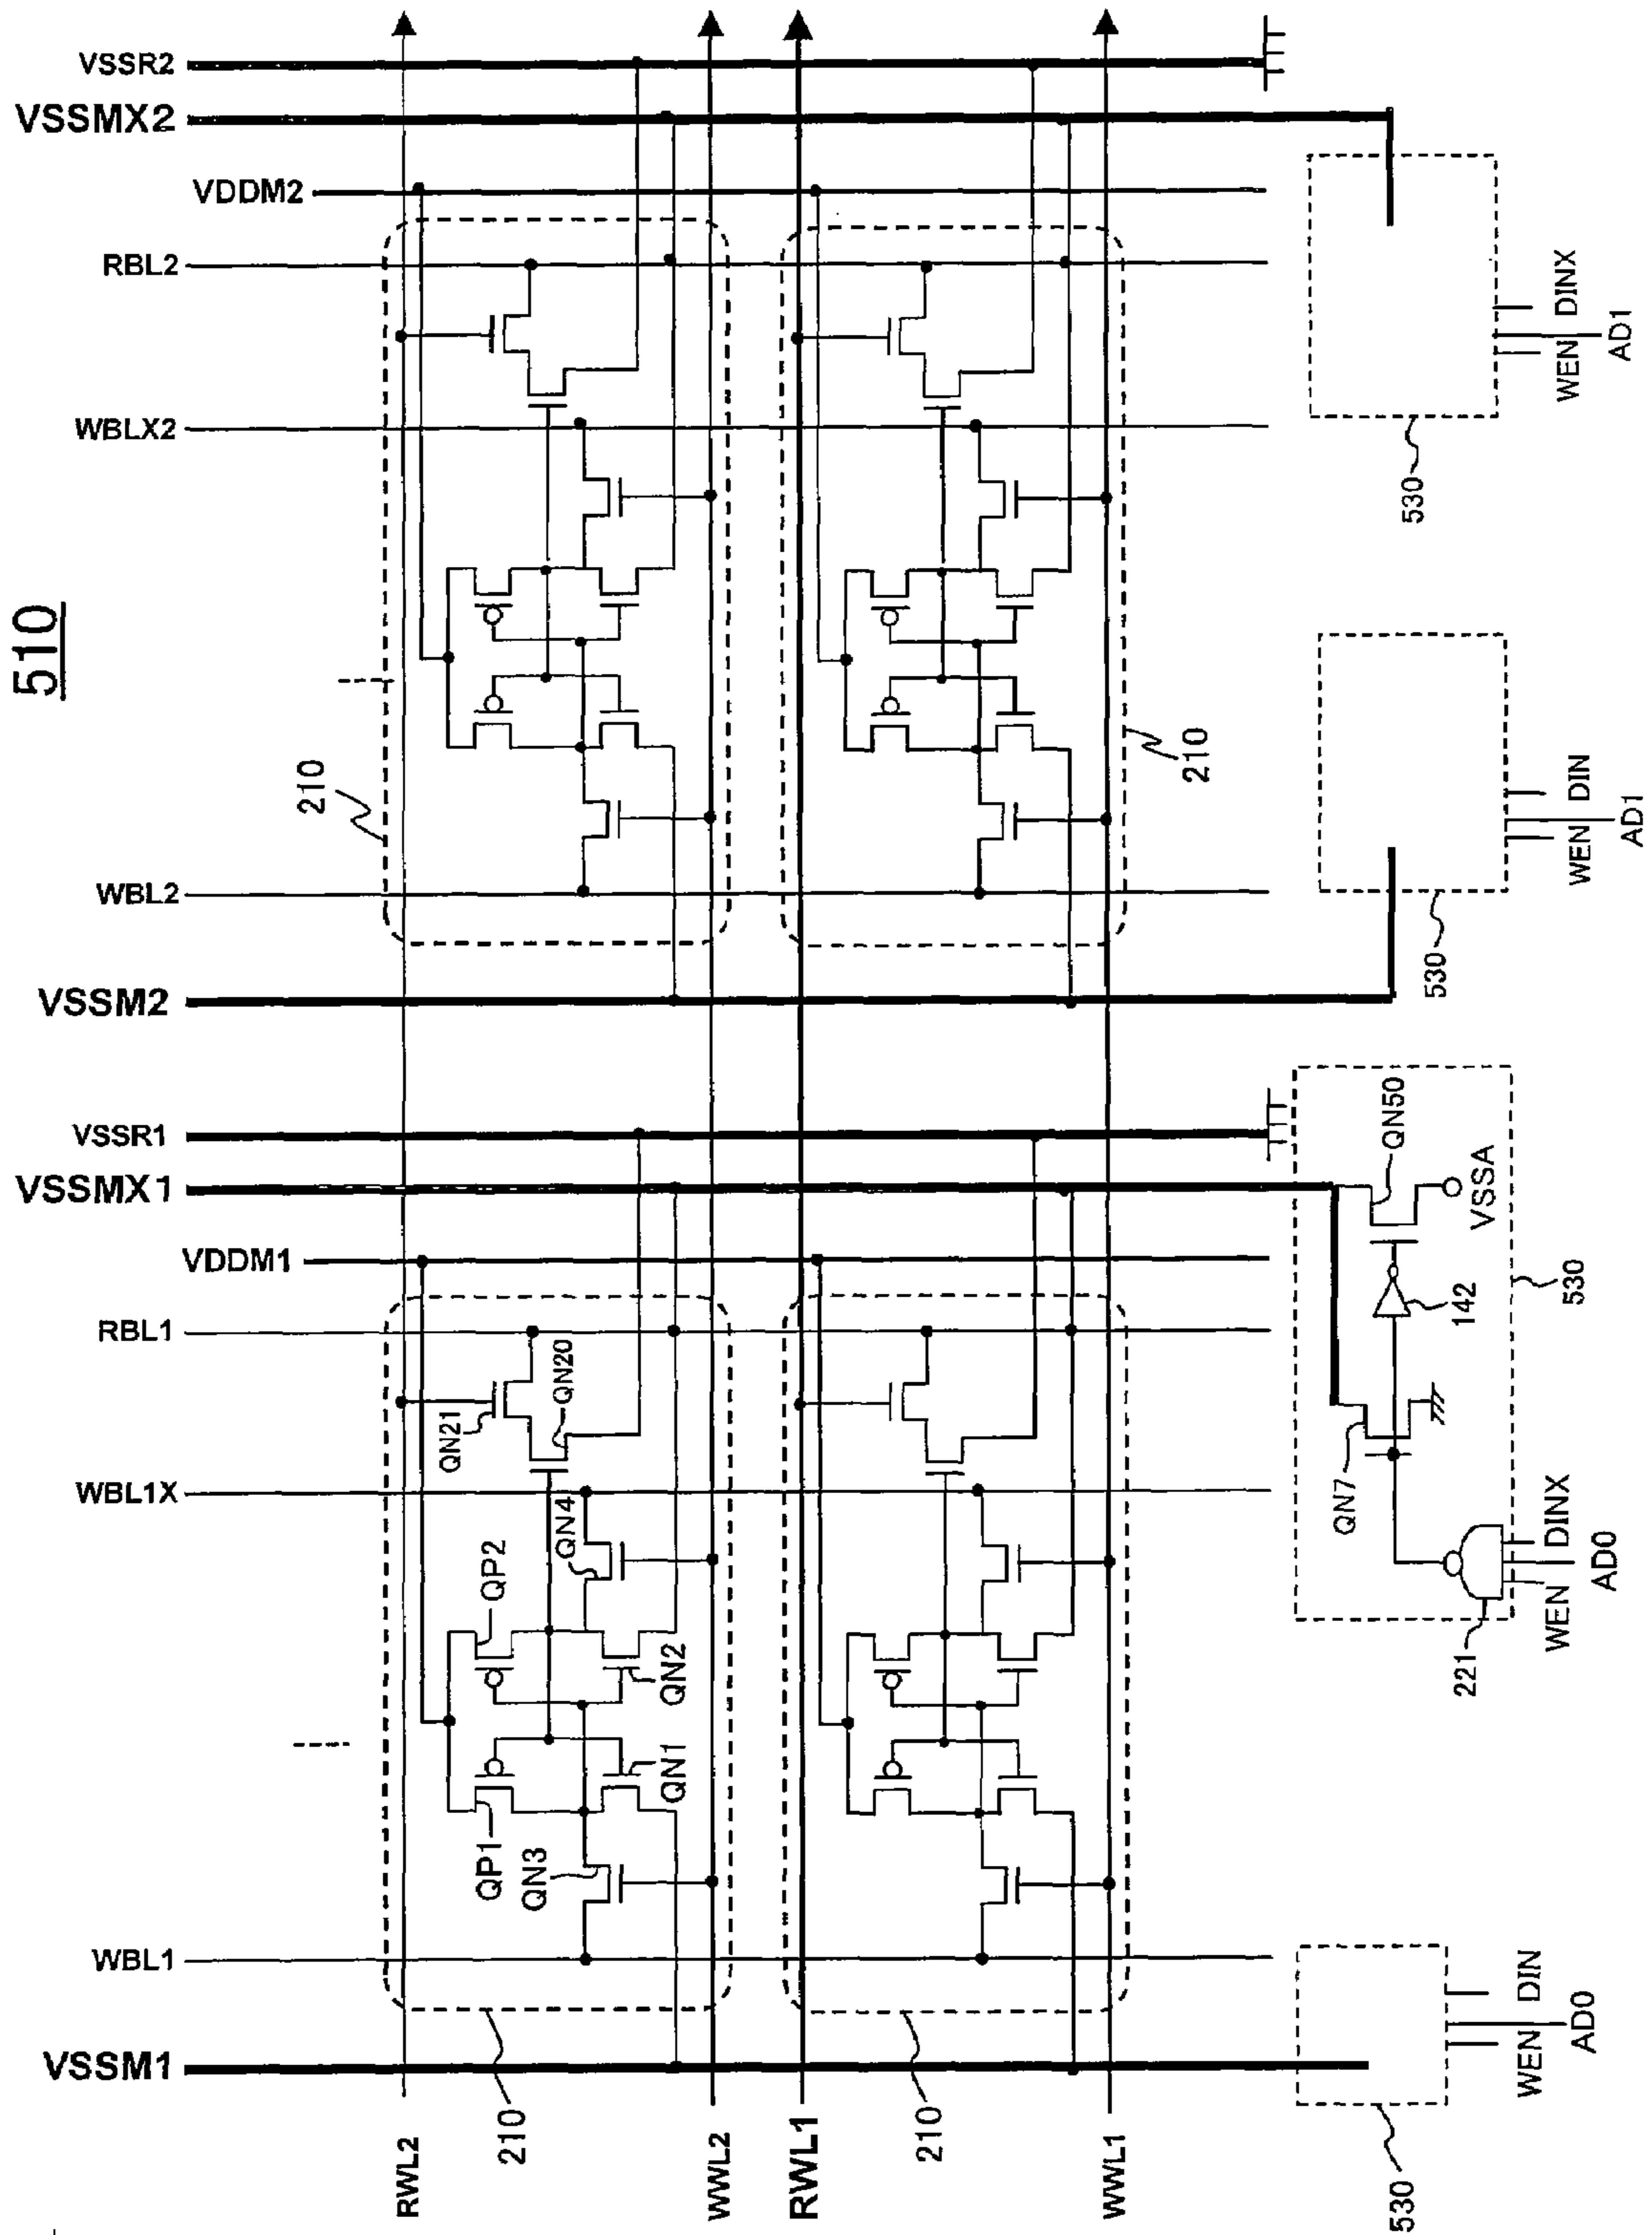 510
VSSR2
VSSMX2
VDDM2
RBL2
WBLX2
WBL2
VSSM2
VSSR1
VSSMX1
VDDM1
RBL1
WBL1X
WBL1
VSSM1
210
210
QN21
QN20
QN4
QP2
QN2
QN1
QP1
QN3
210
210
RWL2
WWL2
RWL1
WWL1
530
WEN
DINX
AD1
530
WEN
DIN
AD1
QN50
VSSA
142
530
QN7
221
WEN
DINX
AD0
530
WEN
DIN
AD0